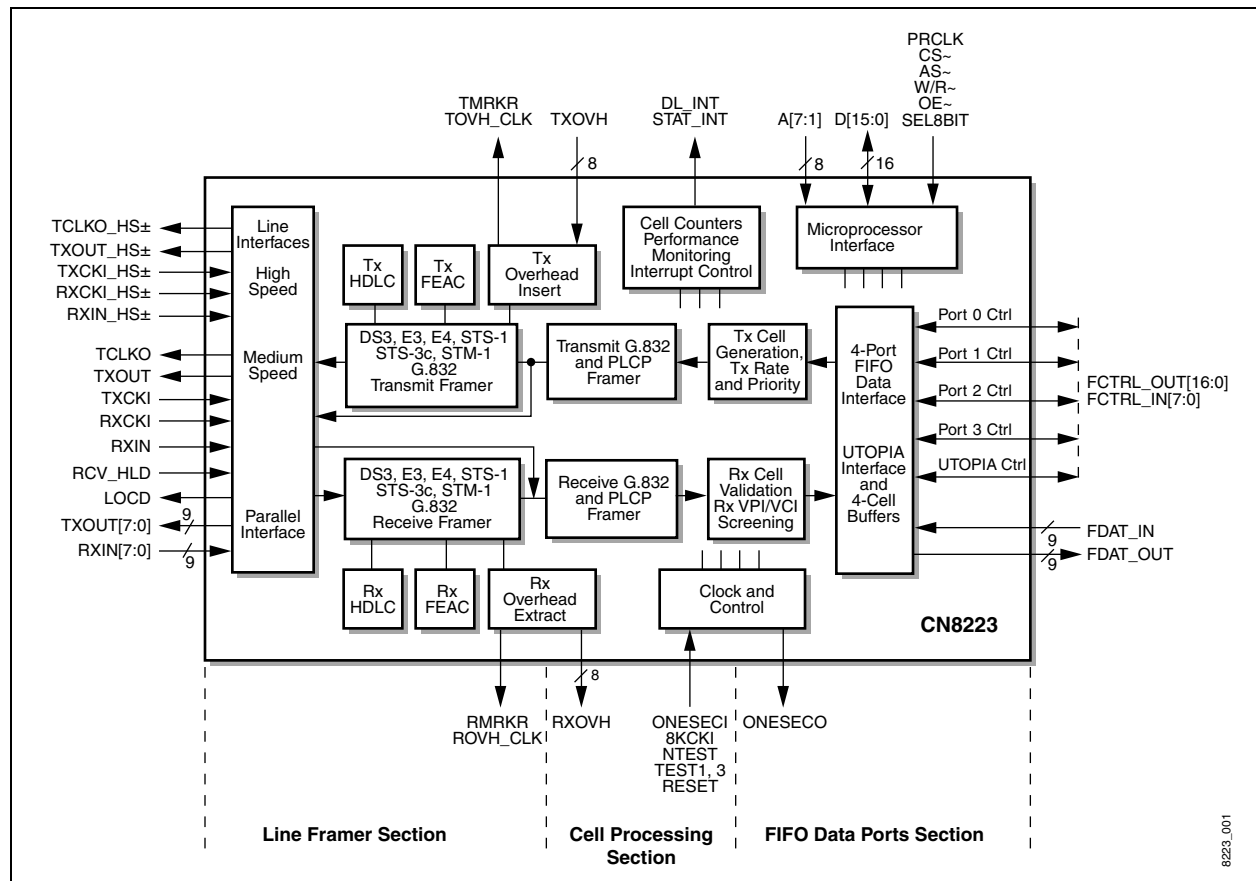 PRCLK
CS~
AS~
W/R~
OE~
SEL8BIT
TMRKR
TOVH_CLK
TXOVH
DL_INT
STAT_INT
A[7:1]
D[15:0]
8
8
16
TCLKO_HS±
TXOUT_HS±
TXCKI_HS±
RXCKI_HS±
RXIN_HS±
TCLKO
TXOUT
TXCKI
RXCKI
RXIN
RCV_HLD
LOCD
TXOUT[7:0]
9
RXIN[7:0]
9
Line
Interfaces
High
Speed
Medium
Speed
Parallel
Interface
Tx
HDLC
Tx
FEAC
Tx
Overhead
Insert
Cell Counters
Performance
Monitoring
Interrupt Control
Microprocessor
Interface
DS3, E3, E4, STS-1
STS-3c, STM-1
G.832
Transmit Framer
Transmit G.832
and PLCP
Framer
Tx Cell
Generation,
Tx Rate
and Priority
4-Port
FIFO
Data
Interface
UTOPIA
Interface
and
4-Cell
Buffers
Port 0 Ctrl
Port 1 Ctrl
Port 2 Ctrl
Port 3 Ctrl
UTOPIA Ctrl
FCTRL_OUT[16:0]
FCTRL_IN[7:0]
9
FDAT_IN
9
FDAT_OUT
DS3, E3, E4, STS-1
STS-3c, STM-1
G.832
Receive Framer
Receive G.832
and PLCP
Framer
Rx Cell
Validation
Rx VPI/VCI
Screening
Rx
HDLC
Rx
FEAC
Rx
Overhead
Extract
Clock and
Control
CN8223
8
RMRKR
ROVH_CLK
RXOVH
ONESECI
8KCKI
NTEST
TEST1, 3
RESET
ONESECO
Line Framer Section
Cell Processing
Section
FIFO Data Ports Section
8223_001